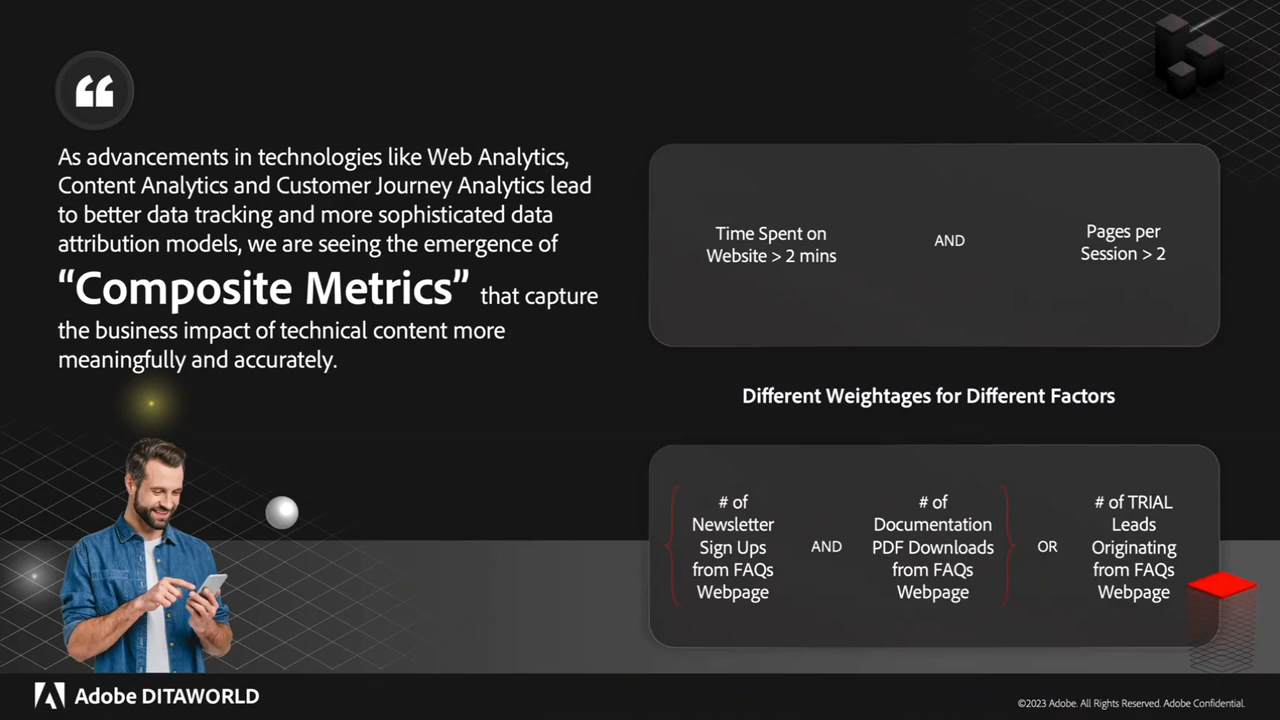 “
As advancements in technologies like Web Analytics,
Content Analytics and Customer Journey Analytics lead
to better data tracking and more sophisticated data
attribution models, we are seeing the emergence of
“Composite Metrics” that capture
the business impact of technical content more
meaningfully and accurately.
Time Spent on
Website > 2 mins
AND
Pages per
Session > 2
Different Weightages for Different Factors
# of
Newsletter
Sign Ups
from FAQs
Webpage
AND
# of
Documentation
PDF Downloads
from FAQs
Webpage
OR
# of TRIAL
Leads
Originating
from FAQs
Webpage
Adobe DITAWORLD
©2023 Adobe. All Rights Reserved. Adobe Confidential.